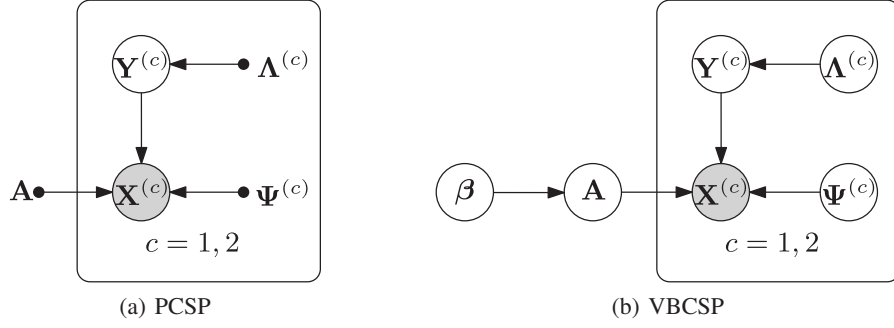 Y^(c) Λ^(c)
A X^(c) Ψ^(c)
c = 1, 2
(a) PCSP
Y^(c) Λ^(c)
β A X^(c) Ψ^(c)
c = 1, 2
(b) VBCSP